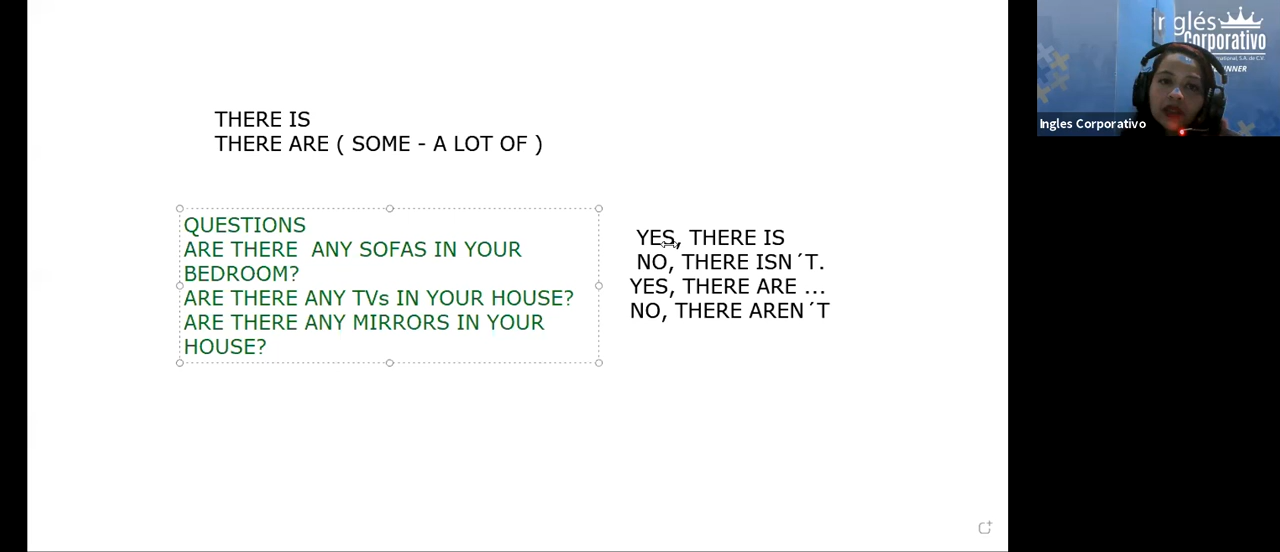 THERE IS
THERE ARE ( SOME - A LOT OF )
QUESTIONS
ARE THERE ANY SOFAS IN YOUR
BEDROOM?
ARE THERE ANY TVs IN YOUR HOUSE?
ARE THERE ANY MIRRORS IN YOUR
HOUSE?
YES, THERE IS
NO, THERE ISN´T.
YES, THERE ARE ...
NO, THERE AREN´T
Inglés
Corporativo
Ingles Corporativo